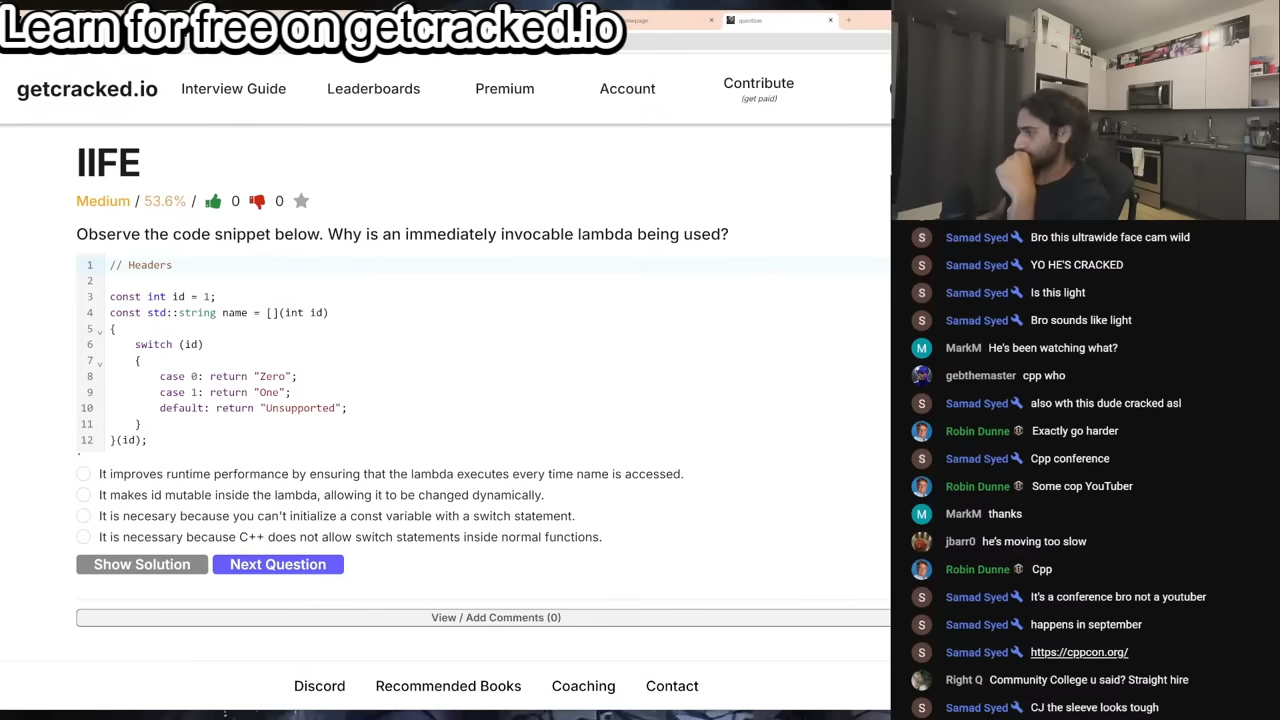 Learn for free on getcracked.io
question
getcracked.io Interview Guide Leaderboards Premium Account Contribute
(get paid)
IIFE
Medium / 53.6% / 0 0
Observe the code snippet below. Why is an immediately invocable lambda being used?
1 // Headers
2
3 const int id = 1;
4 const std::string name = [](int id)
5 {
6 switch (id)
7 {
8 case 0: return "Zero";
9 case 1: return "One";
10 default: return "Unsupported";
11 }
12 }(id);
It improves runtime performance by ensuring that the lambda executes every time name is accessed.
It makes id mutable inside the lambda, allowing it to be changed dynamically.
It is necesary because you can't initialize a const variable with a switch statement.
It is necessary because C++ does not allow switch statements inside normal functions.
Show Solution Next Question
View / Add Comments (0)
Discord Recommended Books Coaching Contact
S Samad Syed Bro this ultrawide face cam wild
S Samad Syed YO HE'S CRACKED
S Samad Syed Is this light
S Samad Syed Bro sounds like light
M MarkM He's been watching what?
gebthemaster cpp who
S Samad Syed also wth this dude cracked asl
Robin Dunne Exactly go harder
S Samad Syed Cpp conference
Robin Dunne Some cop YouTuber
M MarkM thanks
jbarr0 he's moving too slow
Robin Dunne Cpp
S Samad Syed It's a conference bro not a youtuber
S Samad Syed happens in september
S Samad Syed https://cppcon.org/
Right Q Community College u said? Straight hire
S Samad Syed CJ the sleeve looks tough